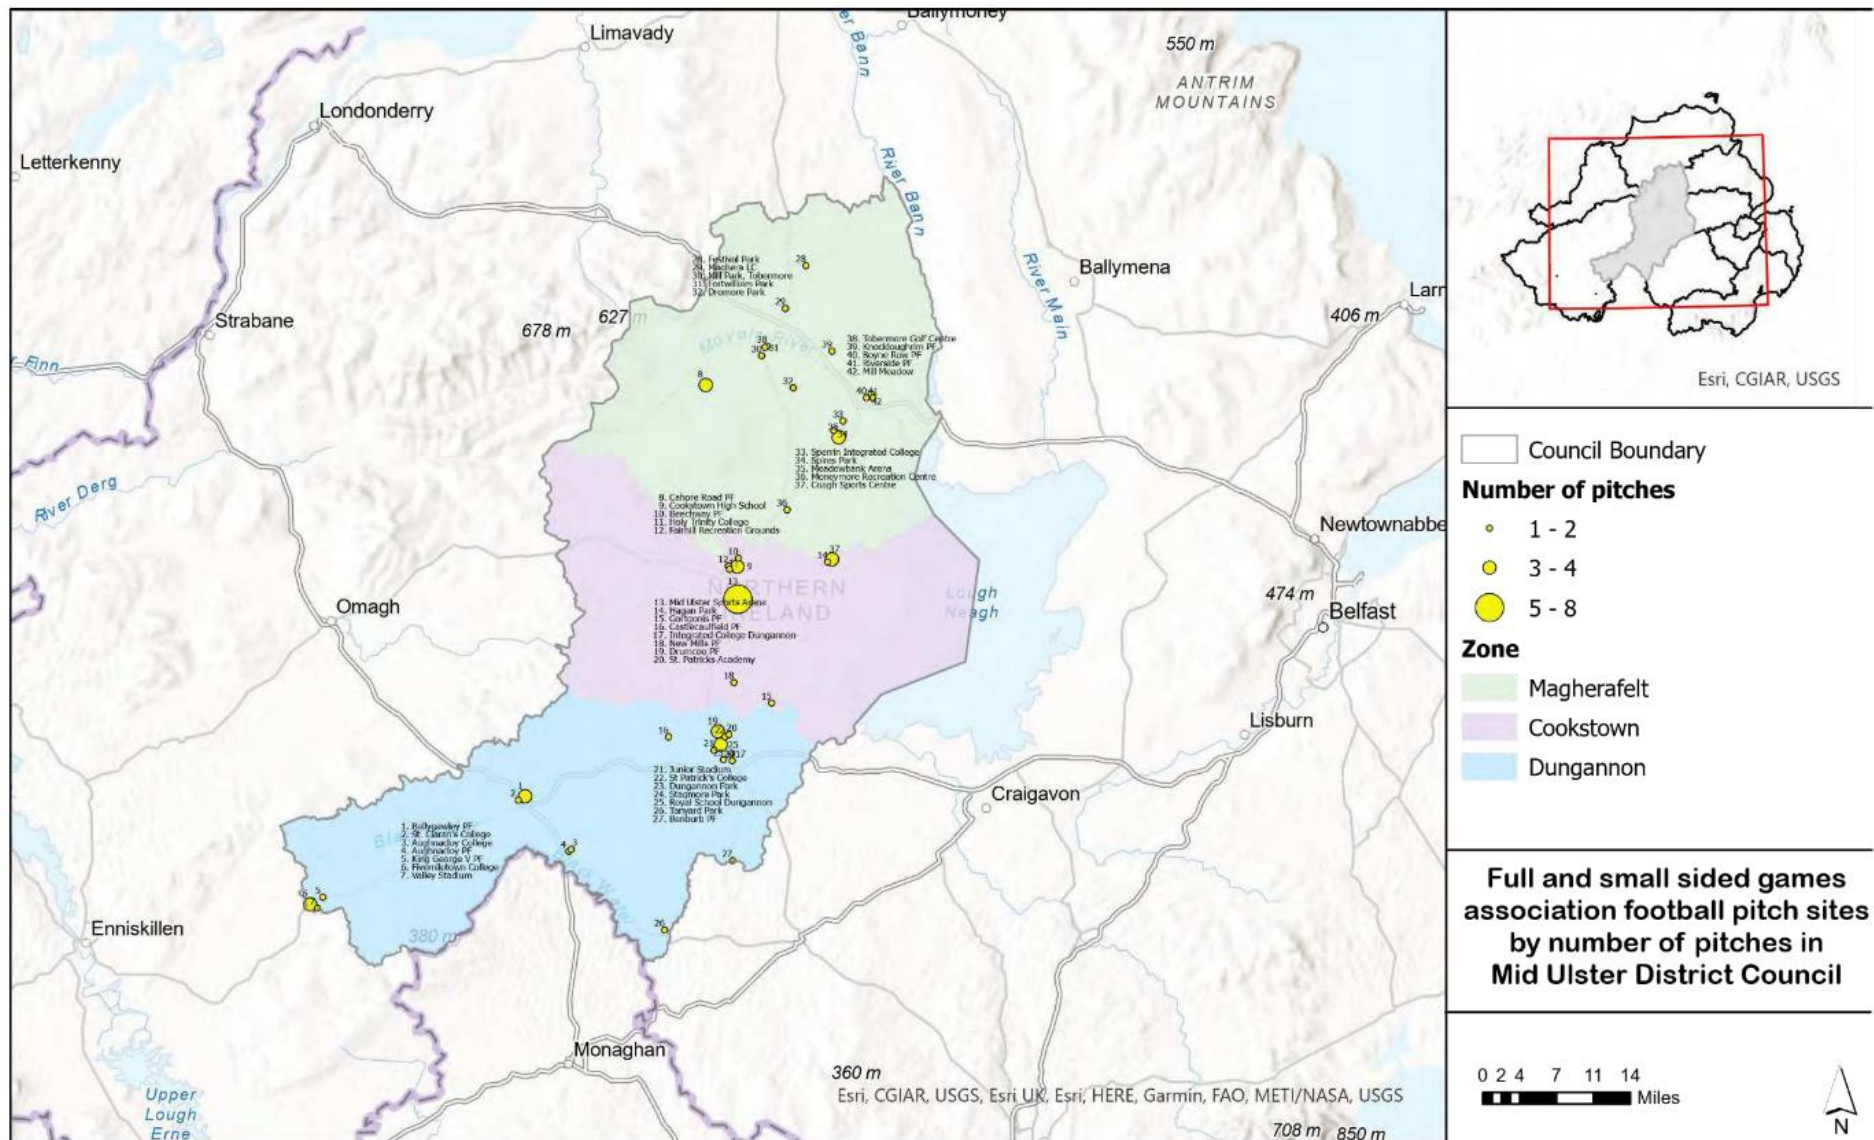 Ballymoney
Limavady
550 m
ANTRIM
MOUNTAINS
Londonderry
Letterkenny
River Bann
River Main
Ballymena
Larn
406 m
Strabane
678 m
627 m
28. Festival Park
29. Maghera LC
30. Mill Park, Tobermore
31. Fortwilliam Park
32. Dromore Park
38. Tobermore Golf Centre
39. Knockloughrim PF
40. Boyne Row PF
41. Riverside PF
42. Mill Meadow
33. Sperrin Integrated College
34. Spires Park
35. Meadowbank Arena
36. Moneymore Recreation Centre
37. Coagh Sports Centre
8. Cahore Road PF
9. Cookstown High School
10. Beechway PF
11. Holy Trinity College
12. Fairhill Recreation Grounds
River Derg
Newtownabbe
NORTHERN
IRELAND
Lough
Neagh
474 m
Belfast
Omagh
13. Mid Ulster Sports Arena
14. Hagan Park
15. Gortgonis PF
16. Castlecaulfield PF
17. Integrated College Dungannon
18. New Mills PF
19. Drumcoo PF
20. St. Patricks Academy
Lisburn
21. Junior Stadium
22. St Patrick's College
23. Dungannon Park
24. Stagmore Park
25. Royal School Dungannon
26. Tanyard Park
27. Benburb PF
Craigavon
1. Ballygawley PF
2. St. Ciaran's College
3. Aughnacloy College
4. Aughnacloy PF
5. King George V PF
6. Fivemilestown College
7. Valley Stadium
Enniskillen
380 m
Monaghan
Upper
Lough
Erne
360 m
Esri, CGIAR, USGS, Esri UK, Esri, HERE, Garmin, FAO, METI/NASA, USGS
708 m 850 m
Esri, CGIAR, USGS
Council Boundary
Number of pitches
1 - 2
3 - 4
5 - 8
Zone
Magherafelt
Cookstown
Dungannon
Full and small sided games
association football pitch sites
by number of pitches in
Mid Ulster District Council
0 2 4 7 11 14
Miles
N